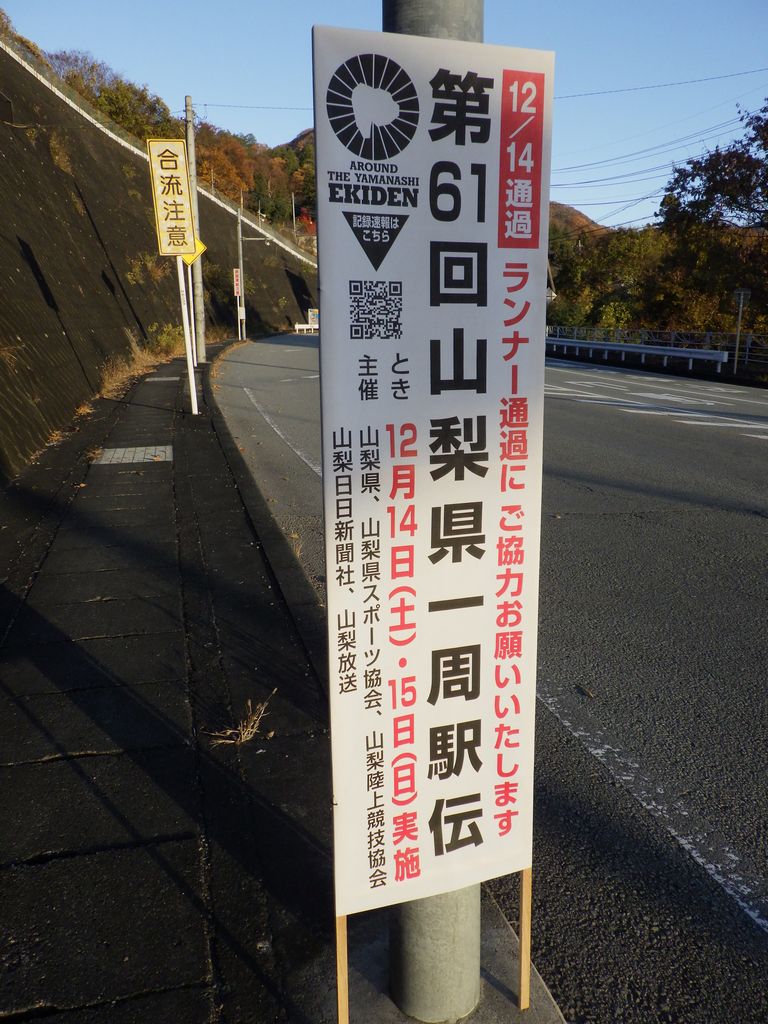 12/14通過
ランナー通過に ご協力お願いいたします
第61回山梨県一周駅伝
AROUND
THE YAMANASHI
EKIDEN
記録速報は
こちら
とき
12月14日(土)・15日(日)実施
主催
山梨県、山梨県スポーツ協会、山梨陸上競技協会
山梨日日新聞社、山梨放送
合流注意